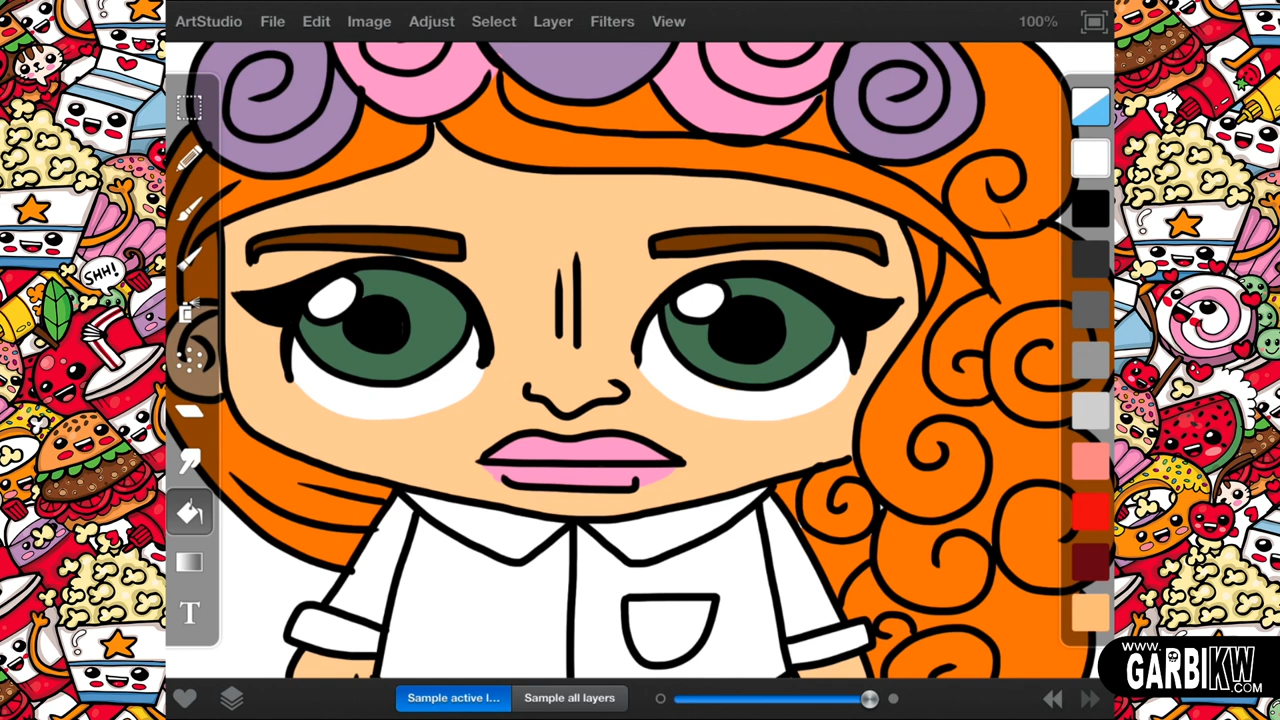 ArtStudio File Edit Image Adjust Select Layer Filters View 100%
SHH!
T
Sample active l... Sample all layers
www.
GARBIKW
.COM